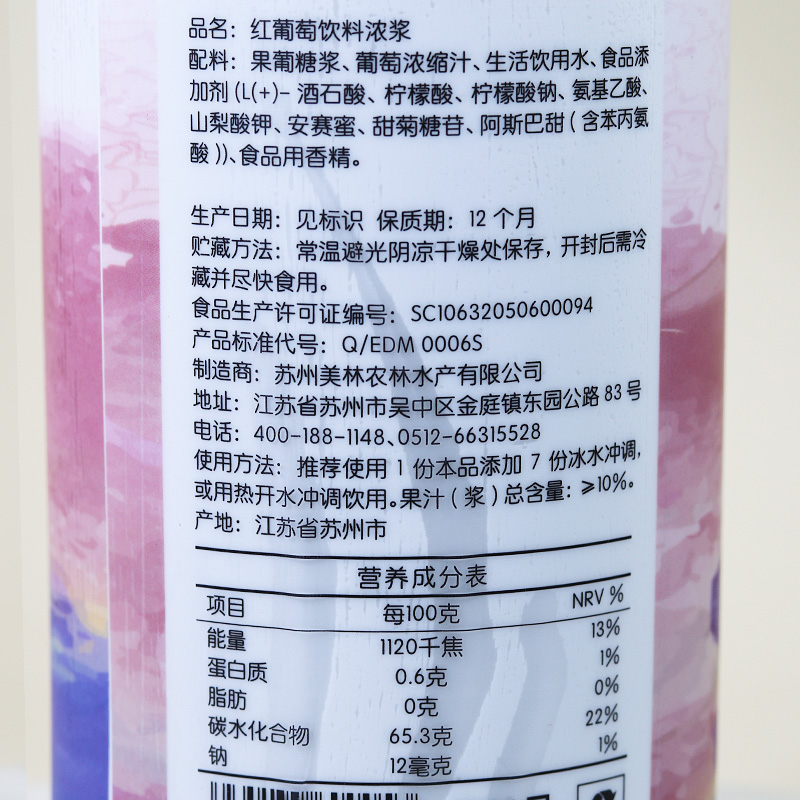 品名：红葡萄饮料浓浆
配料：果葡糖浆、葡萄浓缩汁、生活饮用水、食品添
加剂 (L(+)- 酒石酸、柠檬酸、柠檬酸钠、氨基乙酸、
山梨酸钾、安赛蜜、甜菊糖苷、阿斯巴甜（含苯丙氨
酸))、食品用香精。
生产日期：见标识 保质期：12 个月
贮藏方法：常温避光阴凉干燥处保存，开封后需冷
藏并尽快食用。
食品生产许可证编号：SC10632050600094
产品标准代号：Q/EDM 0006S
制造商：苏州美林农林水产有限公司
地址：江苏省苏州市吴中区金庭镇东园公路 83 号
电话：400-188-1148、0512-66315528
使用方法：推荐使用 1 份本品添加 7 份冰水冲调，
或用热开水冲调饮用。果汁（浆）总含量：≥10%。
产地：江苏省苏州市
营养成分表
项目 每100克 NRV %
能量 1120千焦 13%
蛋白质 0.6克 1%
脂肪 0克 0%
碳水化合物 65.3克 22%
钠 12毫克 1%